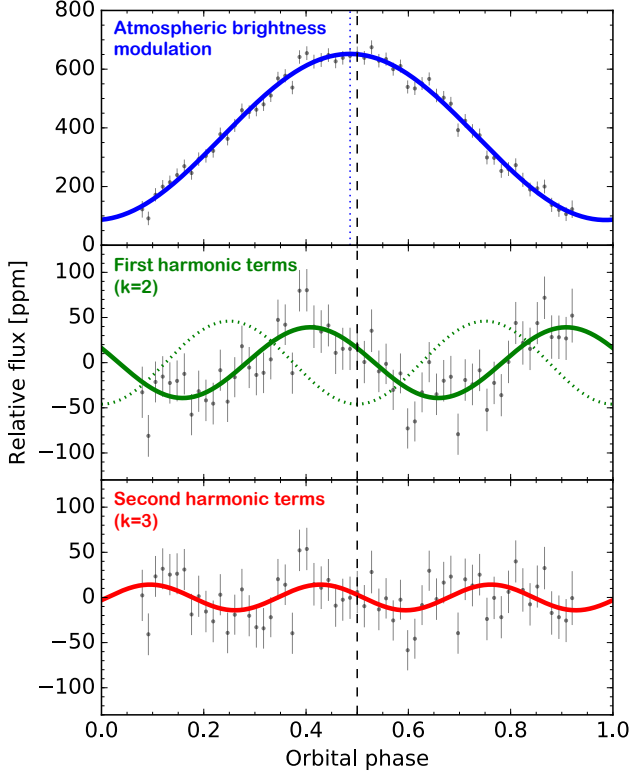 800
600
400
200
0
Atmospheric brightness
modulation
Relative flux [ppm]
100
50
0
−50
−100
First harmonic terms
(k=2)
100
50
0
−50
−100
Second harmonic terms
(k=3)
0.0 0.2 0.4 0.6 0.8 1.0
Orbital phase